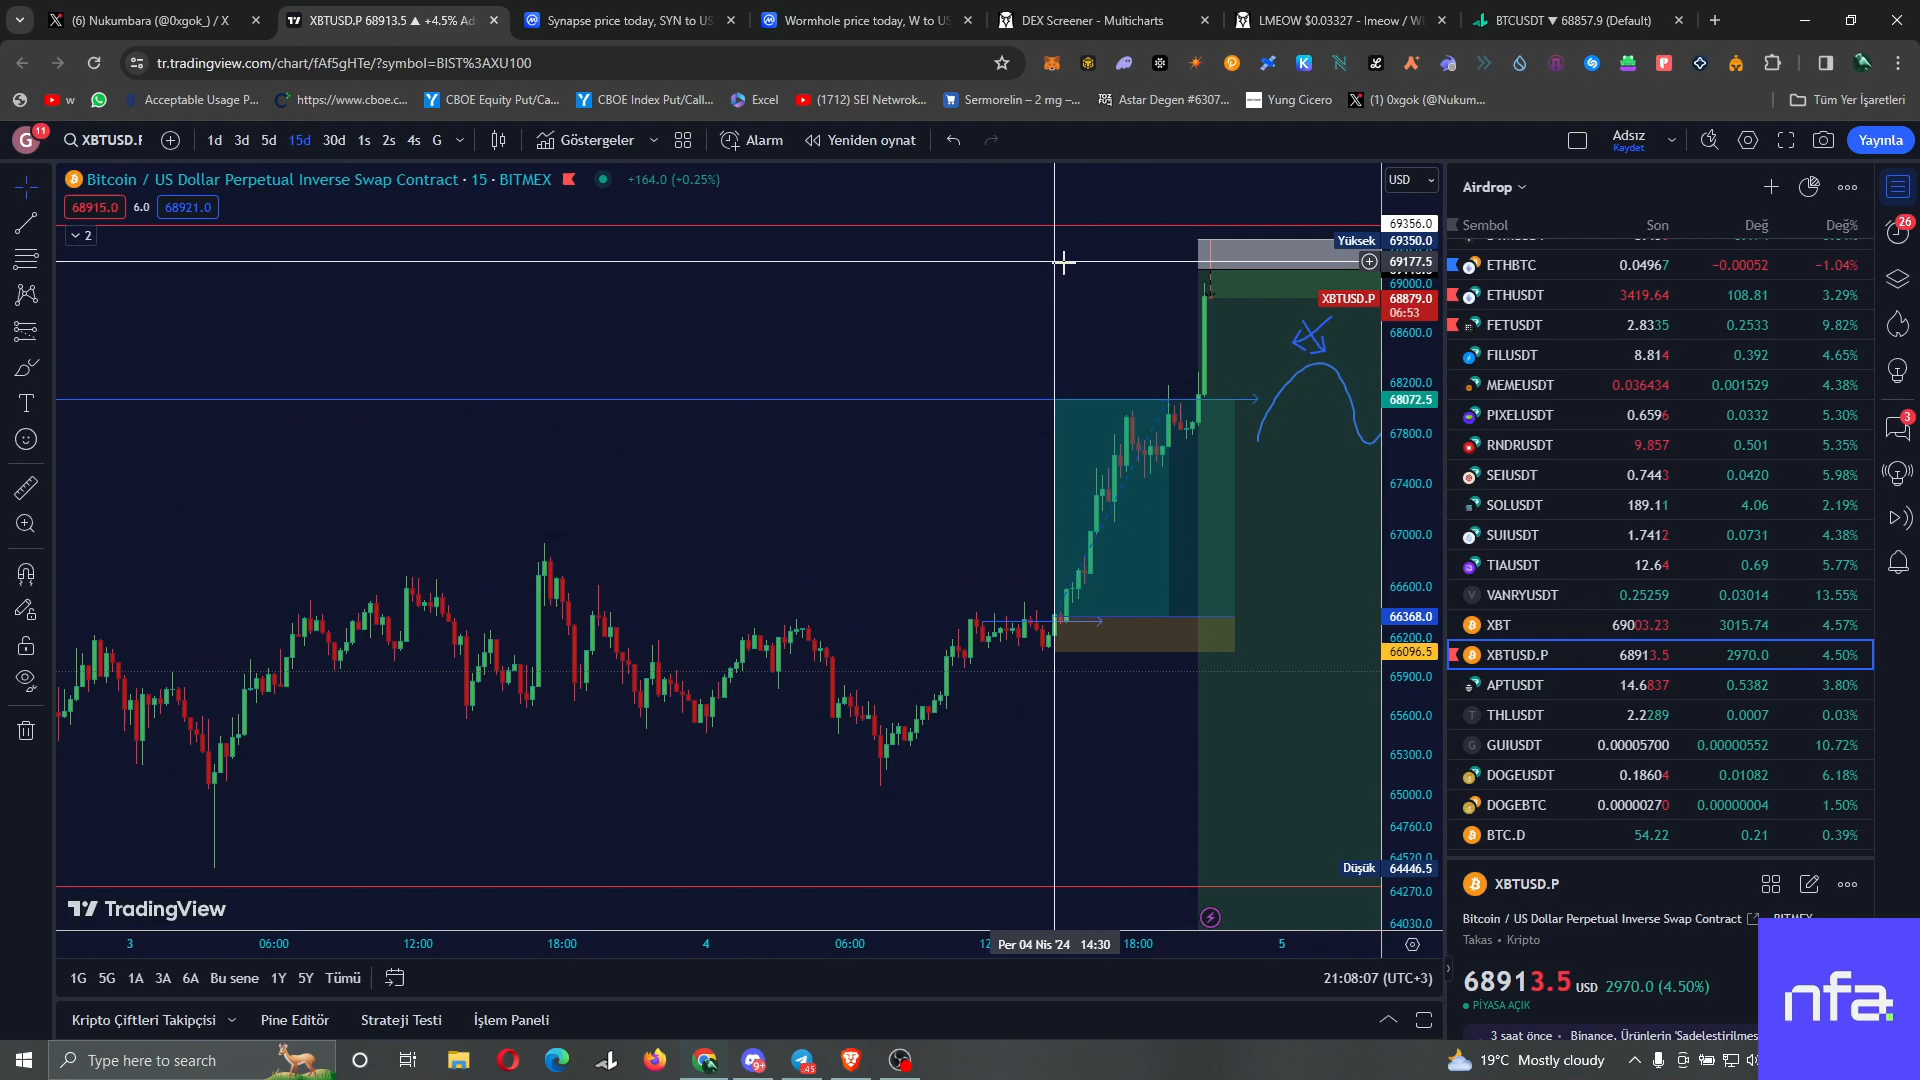 (6) Nukumbara (@0xgok_) / X
XBTUSD.P 68913.5 ▲ +4.5% Ad
Synapse price today, SYN to US
Wormhole price today, W to US
DEX Screener - Multicharts
LMEOW $0.03327 - lmeow / WE
BTCUSDT ▼ 68857.9 (Default)
tr.tradingview.com/chart/fAf5gHTe/?symbol=BIST%3AXU100
w
Acceptable Usage P...
https://www.cboe.c...
CBOE Equity Put/Ca...
CBOE Index Put/Call...
Excel
(1712) SEI Netwrok...
Sermorelin – 2 mg –...
Astar Degen #6307...
Yung Cicero
(1) 0xgok (@Nukum...
Tüm Yer İşaretleri
G 11
XBTUSD.P
1d 3d 5d 15d 30d 1s 2s 4s G
Göstergeler
Alarm
Yeniden oynat
Adsız
Kaydet
Yayınla
Bitcoin / US Dollar Perpetual Inverse Swap Contract · 15 · BITMEX
+164.0 (+0.25%)
68915.0 6.0 68921.0
2
USD
69356.0
Yüksek 69350.0
69177.5
69000.0
XBTUSD.P 68879.0
06:53
68600.0
68200.0
68072.5
67800.0
67400.0
67000.0
66600.0
66368.0
66200.0
66096.5
65900.0
65600.0
65300.0
65000.0
64760.0
64520.0
Düşük 64446.5
64270.0
64030.0
TradingView
3 06:00 12:00 18:00 4 06:00 12 Per 04 Nis '24 14:30 18:00 5
1G 5G 1A 3A 6A Bu sene 1Y 5Y Tümü
21:08:07 (UTC+3)
Kripto Çiftleri Takipçisi
Pine Editör
Strateji Testi
İşlem Paneli
Airdrop
Sembol Son Değ Değ%
ETHBTC 0.04967 −0.00052 −1.04%
ETHUSDT 3419.64 108.81 3.29%
FETUSDT 2.8335 0.2533 9.82%
FILUSDT 8.814 0.392 4.65%
MEMEUSDT 0.036434 0.001529 4.38%
PIXELUSDT 0.6596 0.0332 5.30%
RNDRUSDT 9.857 0.501 5.35%
SEIUSDT 0.7443 0.0420 5.98%
SOLUSDT 189.11 4.06 2.19%
SUIUSDT 1.7412 0.0731 4.38%
TIAUSDT 12.64 0.69 5.77%
VANRYUSDT 0.25259 0.03014 13.55%
XBT 69003.23 3015.74 4.57%
XBTUSD.P 68913.5 2970.0 4.50%
APTUSDT 14.6837 0.5382 3.80%
THLUSDT 2.2289 0.0007 0.03%
GUIUSDT 0.00005700 0.00000552 10.72%
DOGEUSDT 0.18604 0.01082 6.18%
DOGEBTC 0.00000270 0.00000004 1.50%
BTC.D 54.22 0.21 0.39%
26
3
XBTUSD.P
Bitcoin / US Dollar Perpetual Inverse Swap Contract
Takas • Kripto
68913.5 USD 2970.0 (4.50%)
PİYASA AÇIK
3 saat önce • Binance, Ürünlerin 'Sadeleştirilmes
nfa.
Type here to search
9+
45
19°C Mostly cloudy